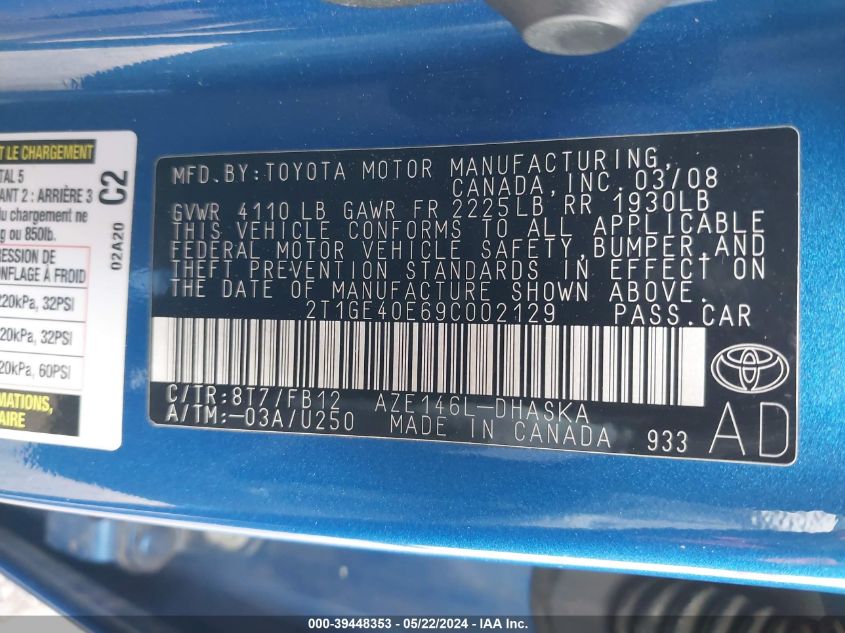 T LE CHARGEMENT
TAL 5
ANT 2 : ARRIÈRE 3
du chargement ne
g ou 850lb.
RESSION DE
ONFLAGE À FROID
220kPa, 32PSI
20kPa, 32PSI
20kPa, 60PSI
MATIONS,
AIRE
C2
02A20
MFD.BY:TOYOTA MOTOR MANUFACTURING,
CANADA,INC.03/08
GVWR 4110 LB GAWR FR 2225LB RR 1930LB
THIS VEHICLE CONFORMS TO ALL APPLICABLE
FEDERAL MOTOR VEHICLE SAFETY,BUMPER,AND
THEFT PREVENTION STANDARDS IN EFFECT ON
THE DATE OF MANUFACTURE SHOWN ABOVE.
2T1GE40E69C002129 PASS.CAR
C/TR:8T7/FB12 AZE146L-DHASKA
A/TM:-03A/U250 MADE IN CANADA 933
AD
000-39448353 - 05/22/2024 - IAA Inc.